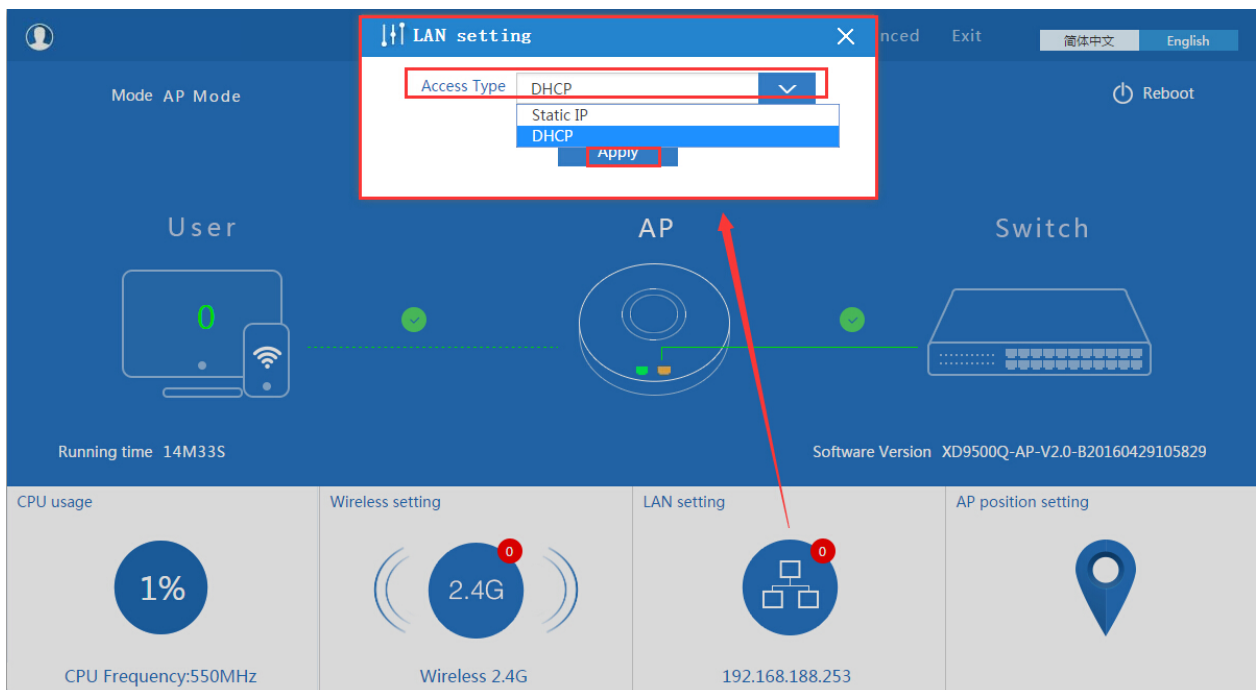 LAN setting
nced
Exit
简体中文
English
Access Type
DHCP
Static IP
DHCP
Apply
Mode AP Mode
Reboot
User
AP
Switch
0
Running time 14M33S
Software Version XD9500Q-AP-V2.0-B20160429105829
CPU usage
Wireless setting
LAN setting
AP position setting
1%
0
2.4G
0
CPU Frequency:550MHz
Wireless 2.4G
192.168.188.253